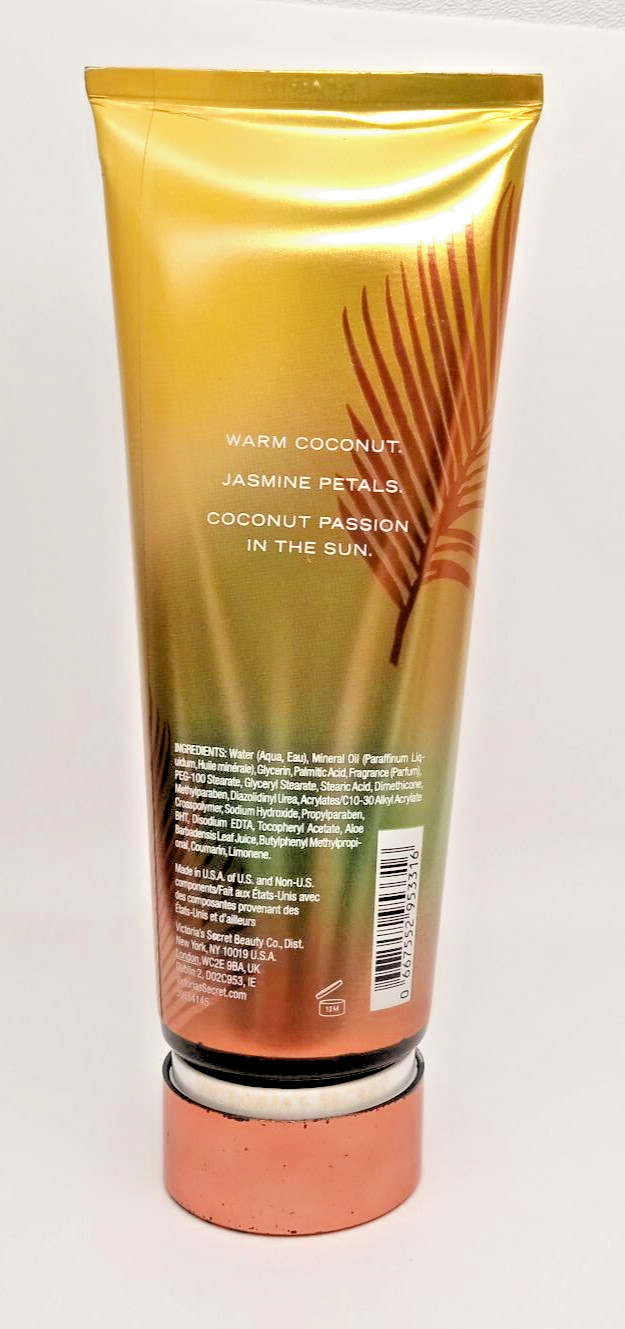 WARM COCONUT.
JASMINE PETALS.
COCONUT PASSION
IN THE SUN.
INGREDIENTS: Water (Aqua, Eau), Mineral Oil (Paraffinum Liq-
uidum, Huile minérale), Glycerin, Palmitic Acid, Fragrance (Parfum),
PEG-100 Stearate, Glyceryl Stearate, Stearic Acid, Dimethicone,
Methylparaben, Diazolidinyl Urea, Acrylates/C10-30 Alkyl Acrylate
Crosspolymer, Sodium Hydroxide, Propylparaben,
BHT, Disodium EDTA, Tocopheryl Acetate, Aloe
Barbadensis Leaf Juice, Butylphenyl Methylpropi-
onal, Coumarin, Limonene.
Made in U.S.A. of U.S. and Non-U.S.
components/Fait aux États-Unis avec
des composantes provenant des
États-Unis et d'ailleurs
Victoria's Secret Beauty Co., Dist.
New York, NY 10019 U.S.A.
London, WC2E 9BA, UK
Dublin 2, D02C953, IE
VictoriasSecret.com
12M
0 667552 953316